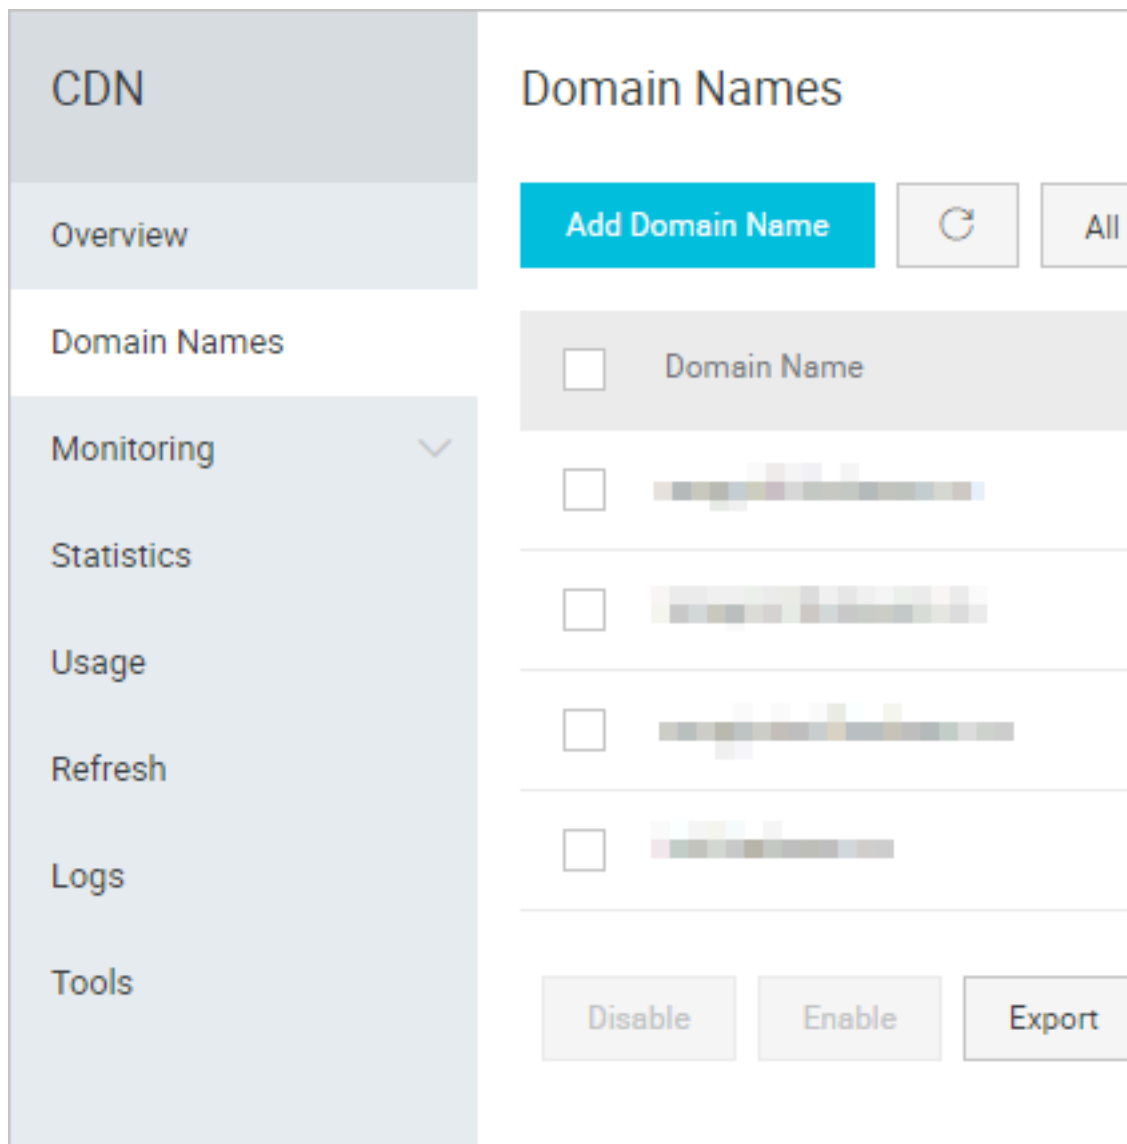 CDN
Overview
Domain Names
Monitoring
Statistics
Usage
Refresh
Logs
Tools
Domain Names
Add Domain Name
All
Domain Name
Disable
Enable
Export